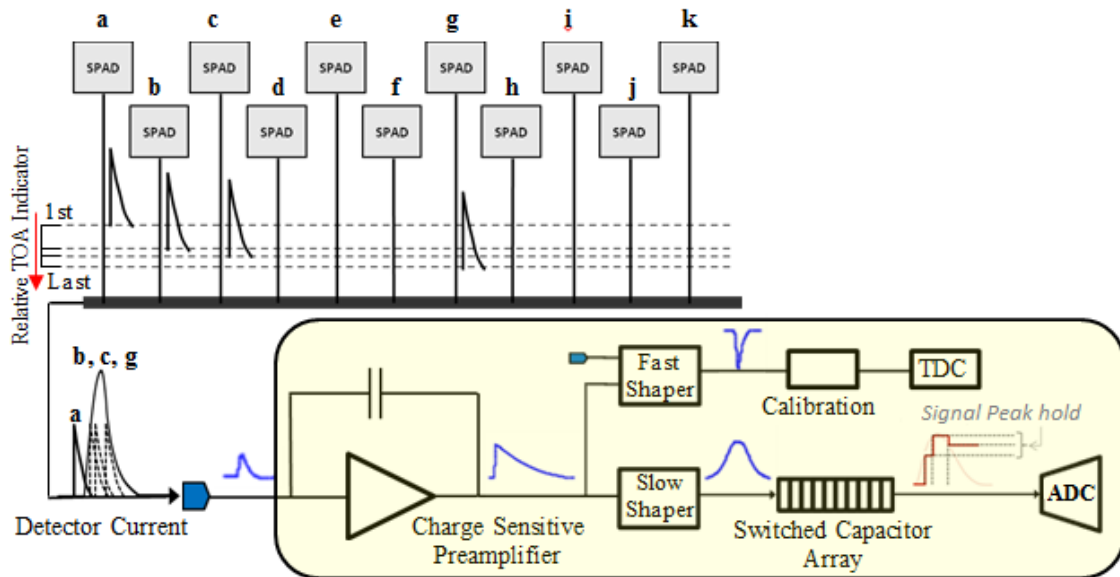 a c e g i k
SPAD SPAD SPAD SPAD SPAD SPAD
b d f h j
SPAD SPAD SPAD SPAD SPAD
Relative TOA Indicator
1st
Last
b, c, g
a
Detector Current
Charge Sensitive
Preamplifier
Fast
Shaper
Calibration
TDC
Signal Peak hold
Slow
Shaper
Switched Capacitor
Array
ADC